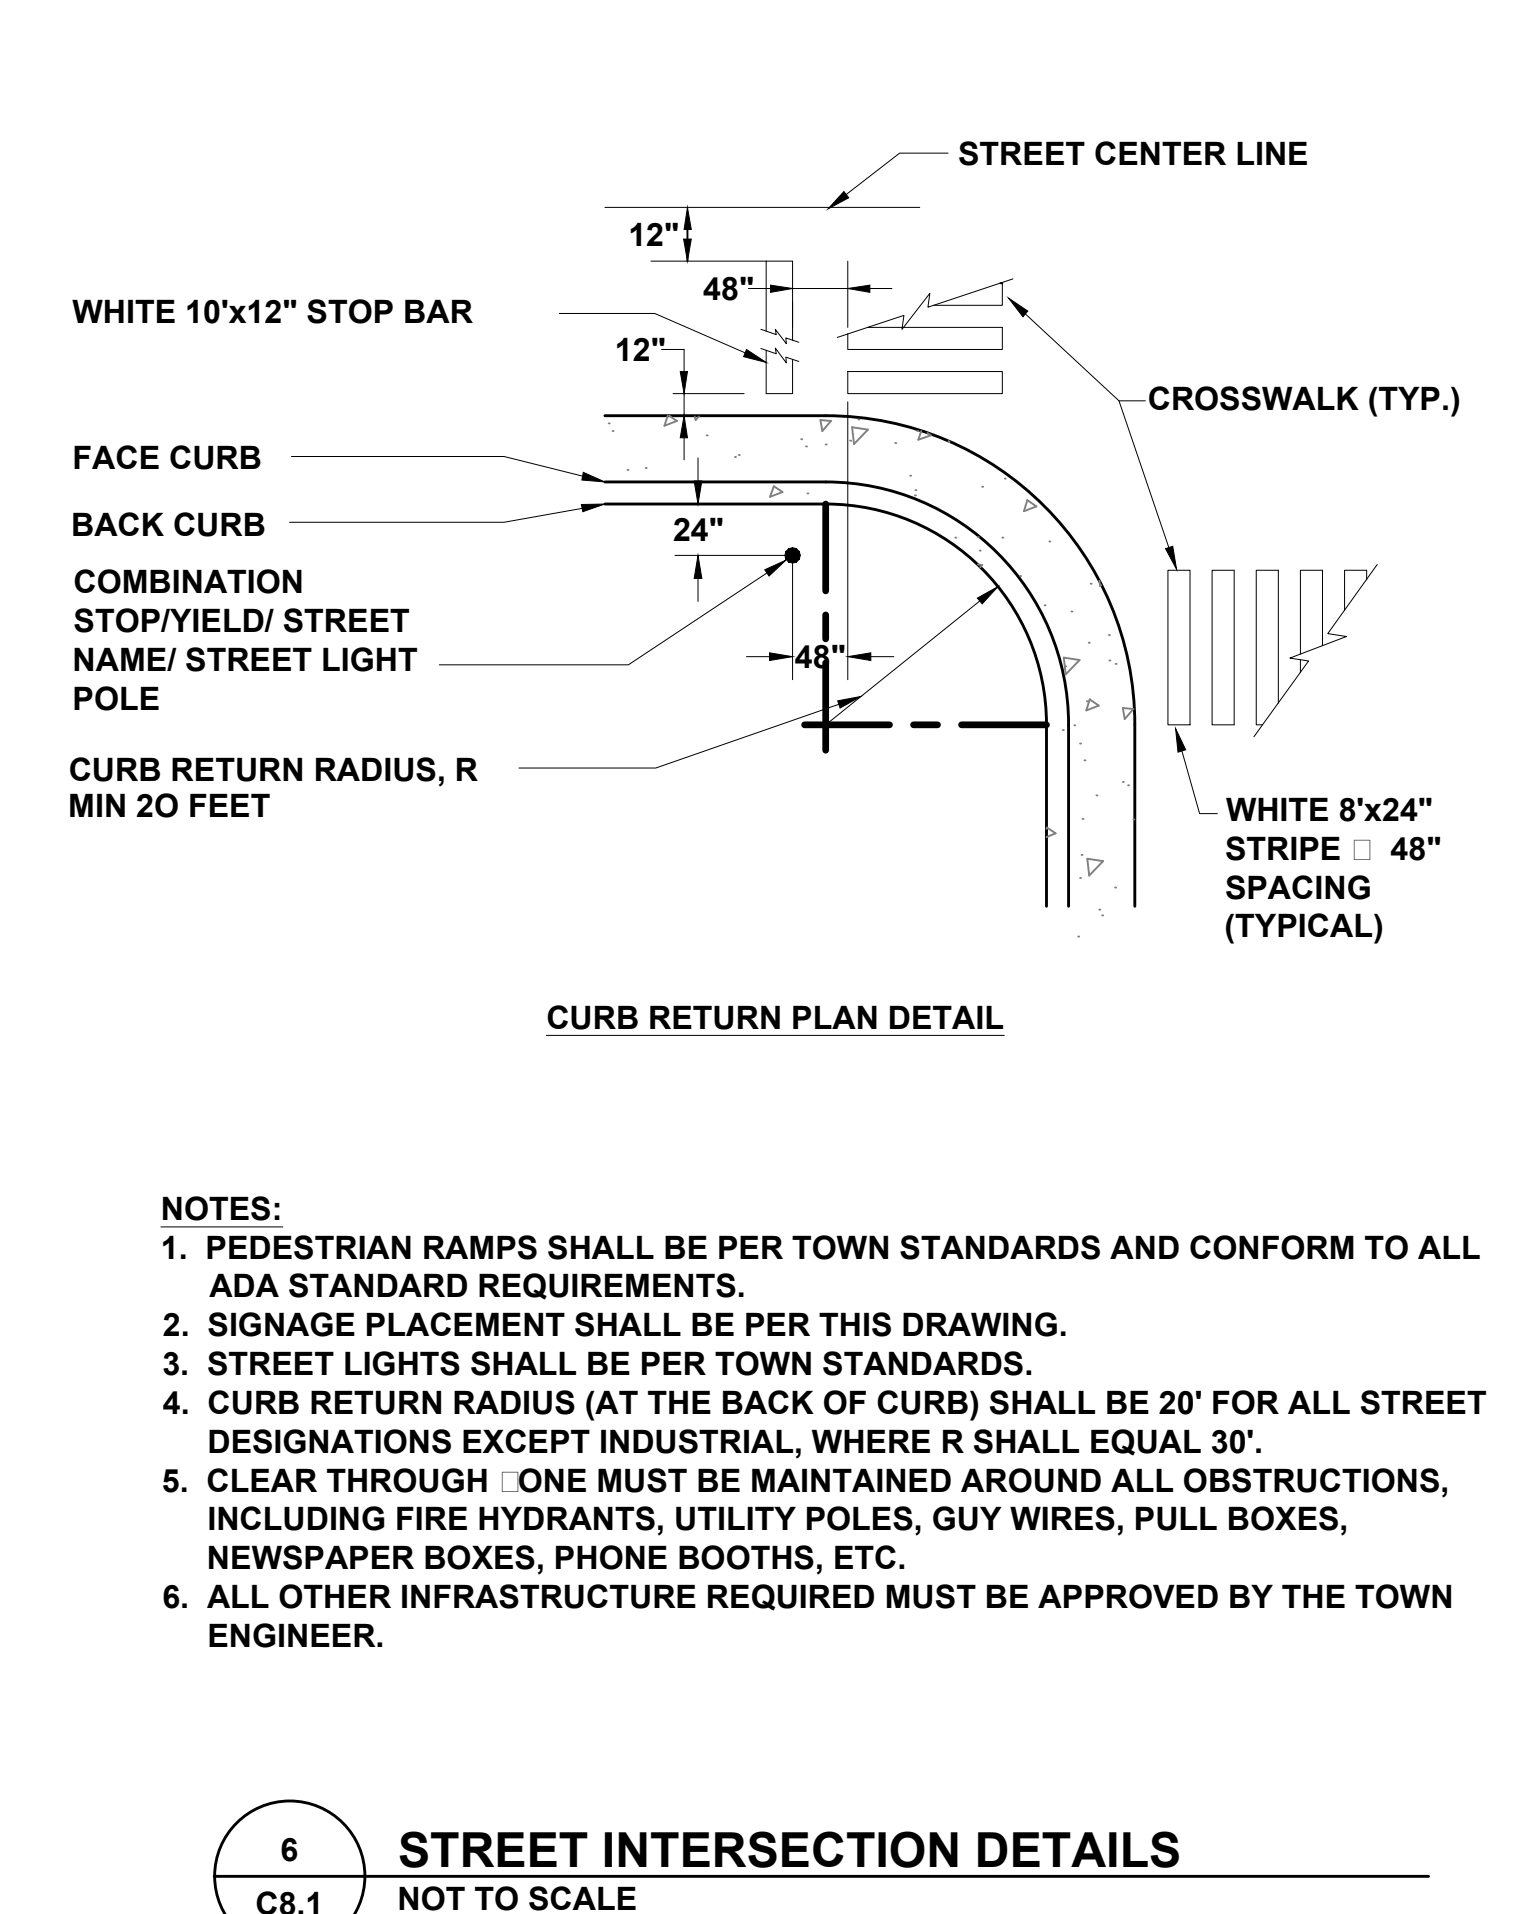 STREET CENTER LINE
12"
48"
WHITE 10'x12" STOP BAR
12"
CROSSWALK (TYP.)
FACE CURB
BACK CURB
24"
COMBINATION
STOP/YIELD/ STREET
NAME/ STREET LIGHT
POLE
48"
CURB RETURN RADIUS, R
MIN 2O FEET
WHITE 8'x24"
STRIPE □ 48"
SPACING
(TYPICAL)
CURB RETURN PLAN DETAIL
NOTES:
1. PEDESTRIAN RAMPS SHALL BE PER TOWN STANDARDS AND CONFORM TO ALL
ADA STANDARD REQUIREMENTS.
2. SIGNAGE PLACEMENT SHALL BE PER THIS DRAWING.
3. STREET LIGHTS SHALL BE PER TOWN STANDARDS.
4. CURB RETURN RADIUS (AT THE BACK OF CURB) SHALL BE 20' FOR ALL STREET
DESIGNATIONS EXCEPT INDUSTRIAL, WHERE R SHALL EQUAL 30'.
5. CLEAR THROUGH □ONE MUST BE MAINTAINED AROUND ALL OBSTRUCTIONS,
INCLUDING FIRE HYDRANTS, UTILITY POLES, GUY WIRES, PULL BOXES,
NEWSPAPER BOXES, PHONE BOOTHS, ETC.
6. ALL OTHER INFRASTRUCTURE REQUIRED MUST BE APPROVED BY THE TOWN
ENGINEER.
6
STREET INTERSECTION DETAILS
C8.1
NOT TO SCALE